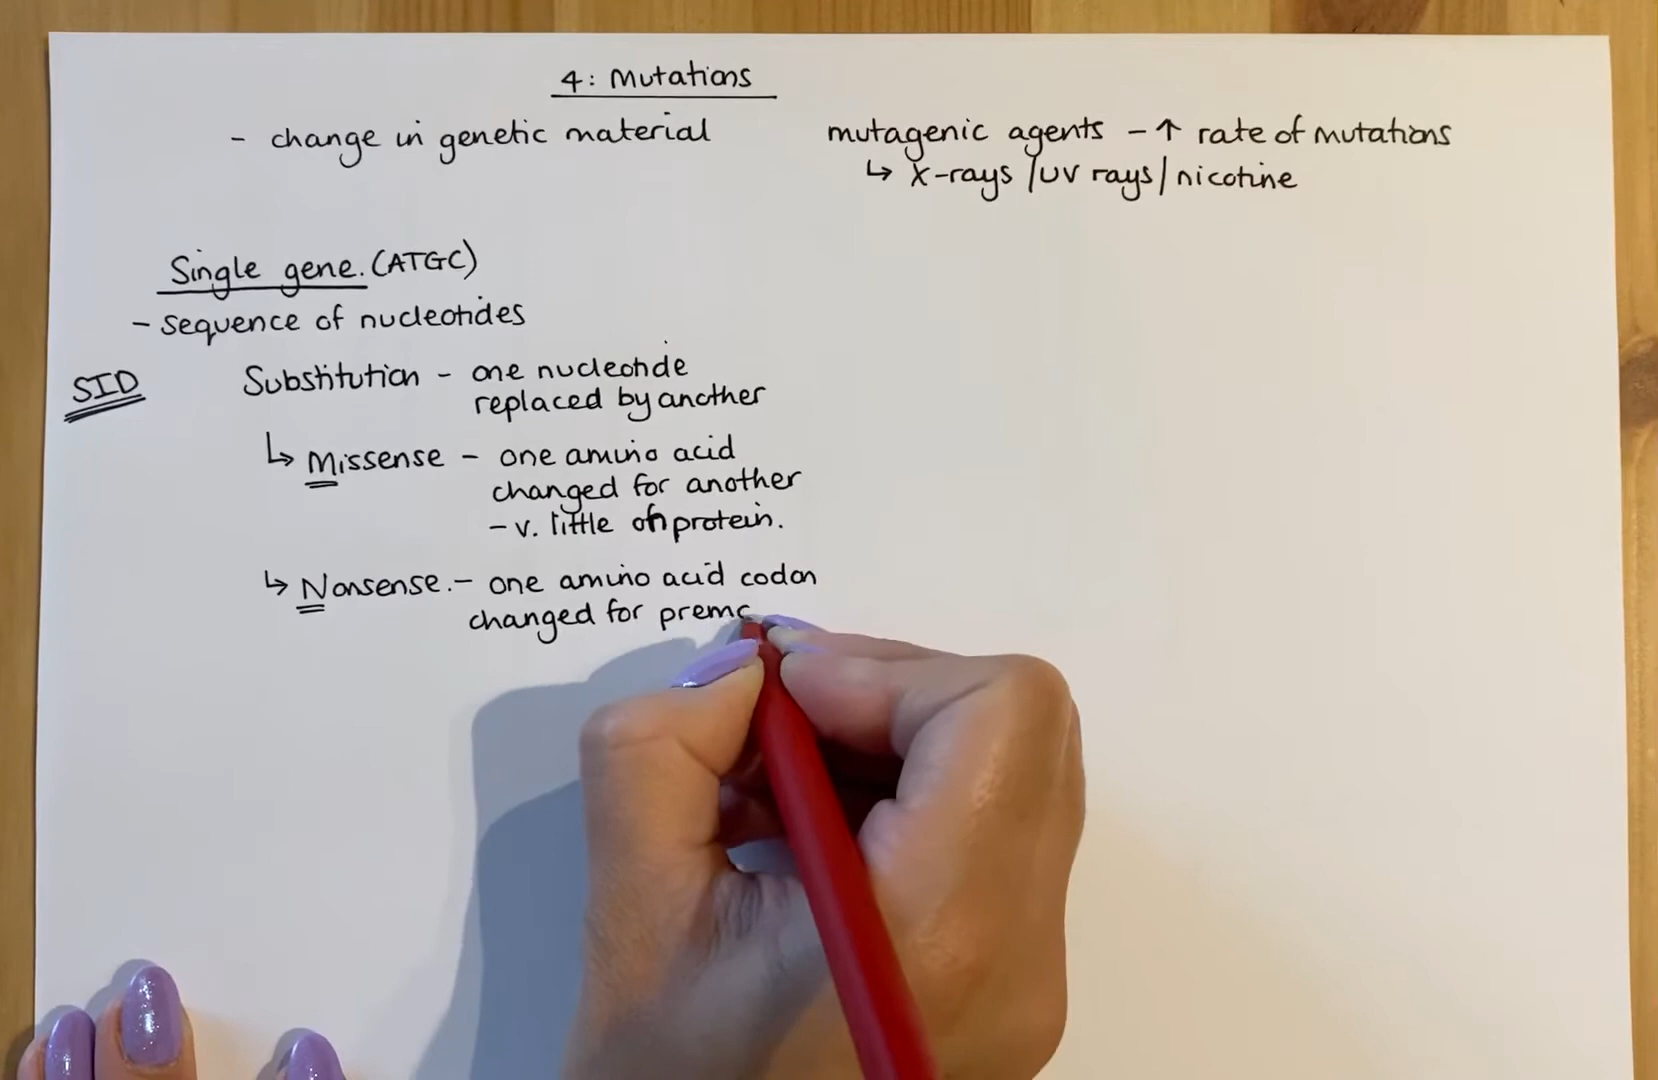 4: Mutations
- change in genetic material
mutagenic agents - ↑ rate of mutations
↳ X-rays / UV rays / nicotine
Single gene. (ATGC)
- sequence of nucleotides
SID
Substitution - one nucleotide
replaced by another
↳ Missense - one amino acid
changed for another
- v. little on protein.
↳ Nonsense. - one amino acid codon
changed for prema